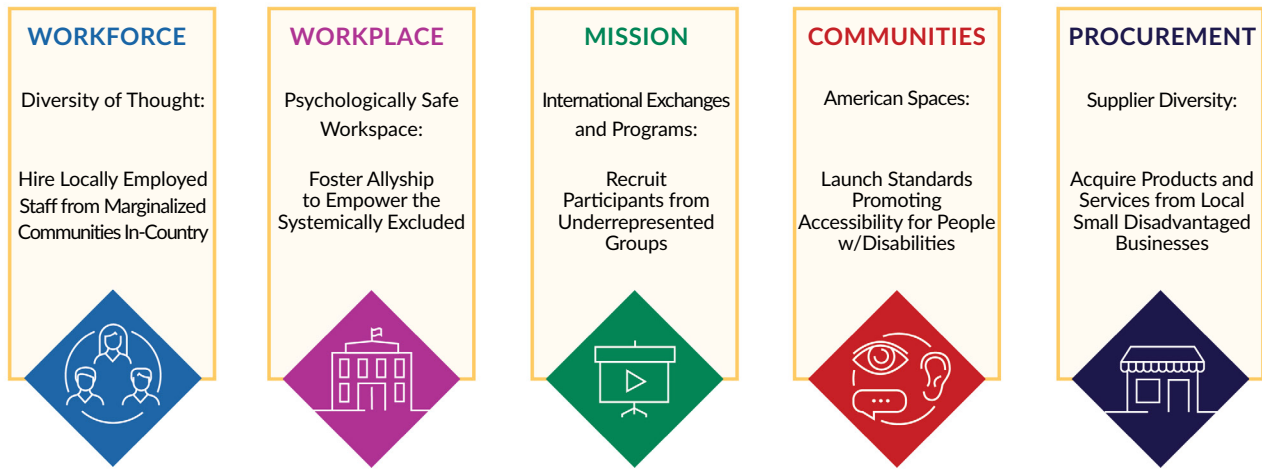 WORKFORCE
Diversity of Thought:
Hire Locally Employed
Staff from Marginalized
Communities In-Country
WORKPLACE
Psychologically Safe
Workspace:
Foster Allyship
to Empower the
Systemically Excluded
MISSION
International Exchanges
and Programs:
Recruit
Participants from
Underrepresented
Groups
COMMUNITIES
American Spaces:
Launch Standards
Promoting
Accessibility for People
w/Disabilities
PROCUREMENT
Supplier Diversity:
Acquire Products and
Services from Local
Small Disadvantaged
Businesses